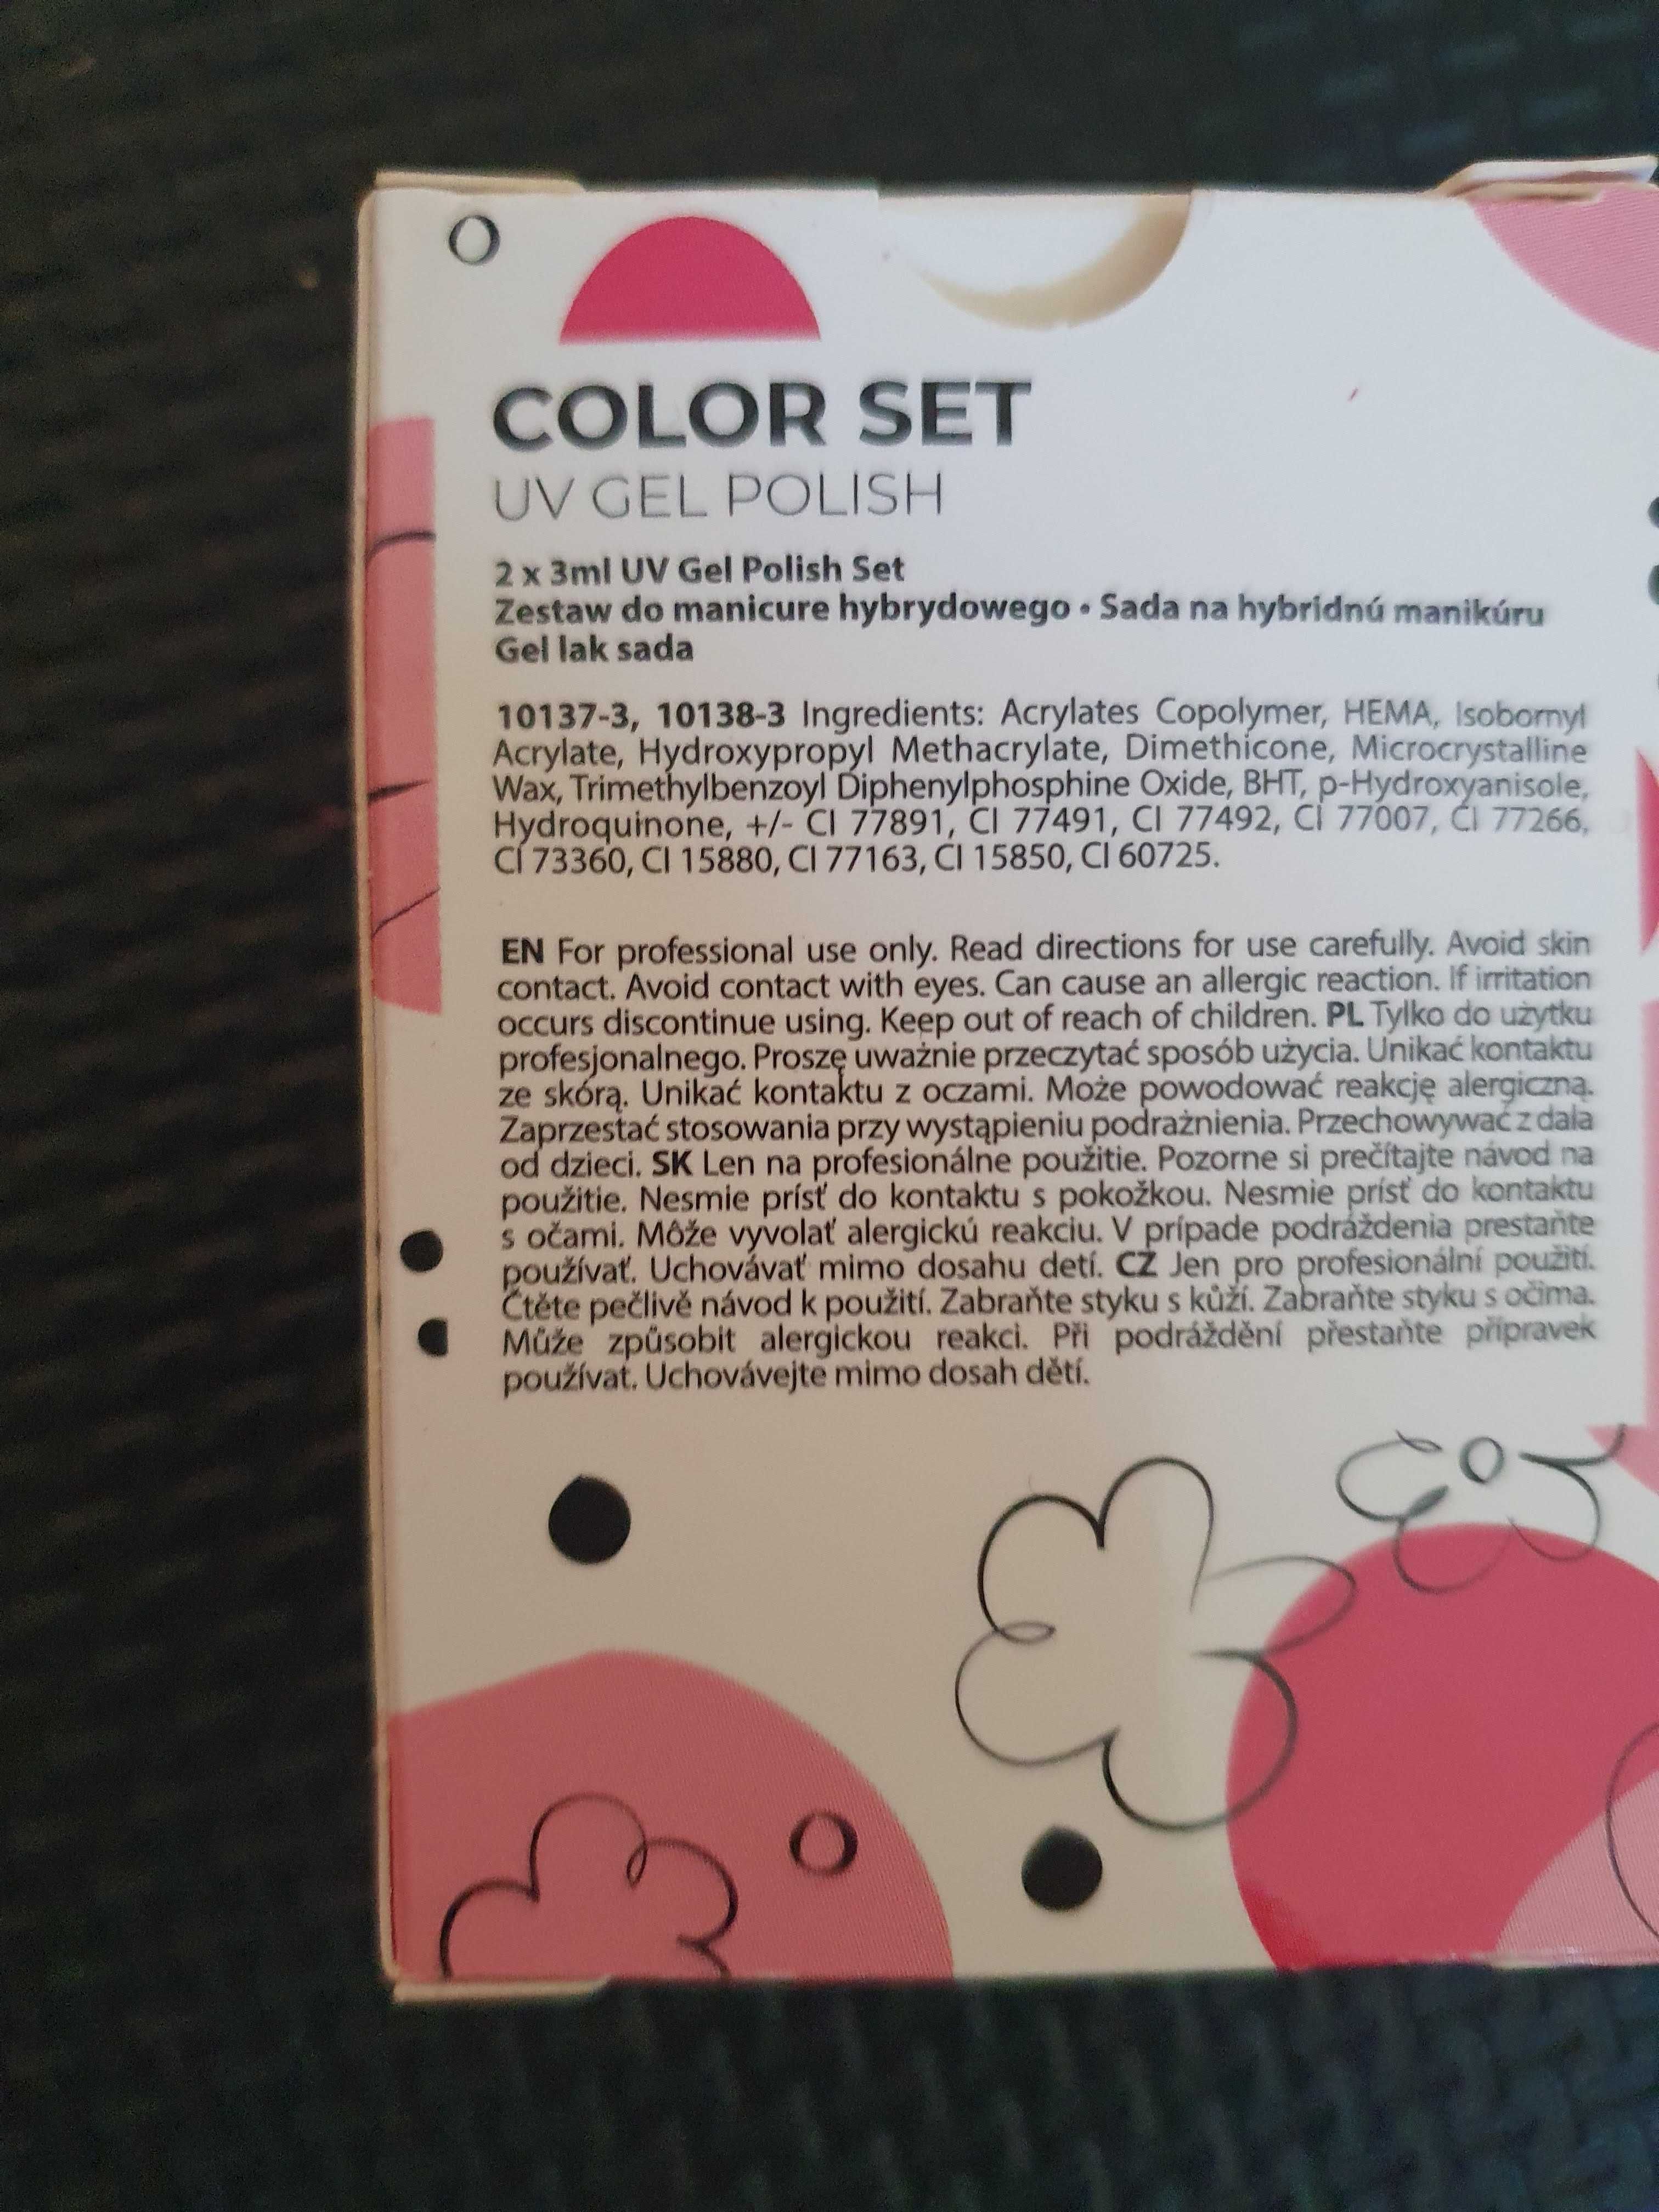 COLOR SET
UV GEL POLISH
2 x 3ml UV Gel Polish Set
Zestaw do manicure hybrydowego • Sada na hybridnú manikúru
Gel lak sada
10137-3, 10138-3 Ingredients: Acrylates Copolymer, HEMA, Isobornyl
Acrylate, Hydroxypropyl Methacrylate, Dimethicone, Microcrystalline
Wax, Trimethylbenzoyl Diphenylphosphine Oxide, BHT, p-Hydroxyanisole,
Hydroquinone, +/- CI 77891, CI 77491, CI 77492, CI 77007, CI 77266,
CI 73360, CI 15880, CI 77163, CI 15850, CI 60725.
EN For professional use only. Read directions for use carefully. Avoid skin
contact. Avoid contact with eyes. Can cause an allergic reaction. If irritation
occurs discontinue using. Keep out of reach of children. PL Tylko do użytku
profesjonalnego. Proszę uważnie przeczytać sposób użycia. Unikać kontaktu
ze skórą. Unikać kontaktu z oczami. Może powodować reakcję alergiczną.
Zaprzestać stosowania przy wystąpieniu podrażnienia. Przechowywać z dala
od dzieci. SK Len na profesionálne použitie. Pozorne si prečítajte návod na
použitie. Nesmie prísť do kontaktu s pokožkou. Nesmie prísť do kontaktu
s očami. Môže vyvolať alergickú reakciu. V prípade podráždenia prestaňte
používať. Uchovávať mimo dosahu detí. CZ Jen pro profesionální použití.
Čtěte pečlivě návod k použití. Zabraňte styku s kůží. Zabraňte styku s očima.
Může způsobit alergickou reakci. Při podráždění přestaňte přípravek
používat. Uchovávejte mimo dosah dětí.